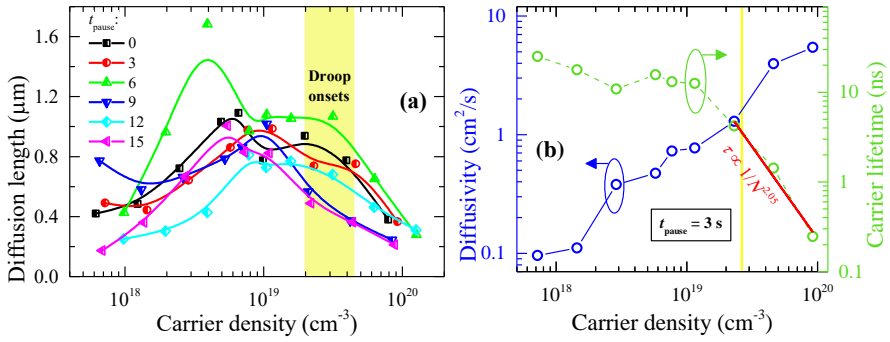 t_pause:
0
3
6
9
12
15
Droop
onsets
(a)
1.6
1.2
0.8
0.4
0.0
Diffusion length (μm)
10^18
10^19
10^20
Carrier density (cm^-3)
10
1
0.1
Diffusivity (cm^2/s)
(b)
t_pause = 3 s
τ ∝ 1/N^2.05
10
1
0.1
Carrier lifetime (ns)
10^18
10^19
10^20
Carrier density (cm^-3)